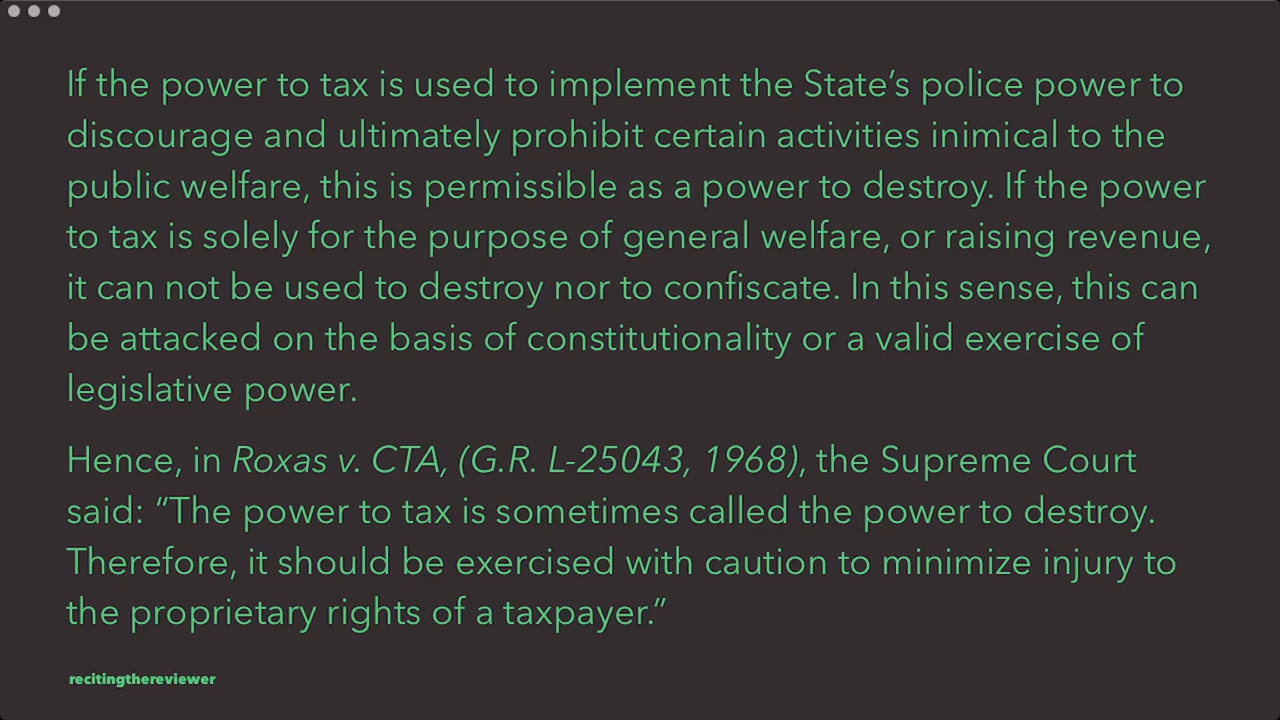 If the power to tax is used to implement the State's police power to
discourage and ultimately prohibit certain activities inimical to the
public welfare, this is permissible as a power to destroy. If the power
to tax is solely for the purpose of general welfare, or raising revenue,
it can not be used to destroy nor to confiscate. In this sense, this can
be attacked on the basis of constitutionality or a valid exercise of
legislative power.
Hence, in Roxas v. CTA, (G.R. L-25043, 1968), the Supreme Court
said: “The power to tax is sometimes called the power to destroy.
Therefore, it should be exercised with caution to minimize injury to
the proprietary rights of a taxpayer.”
recitingthereviewer